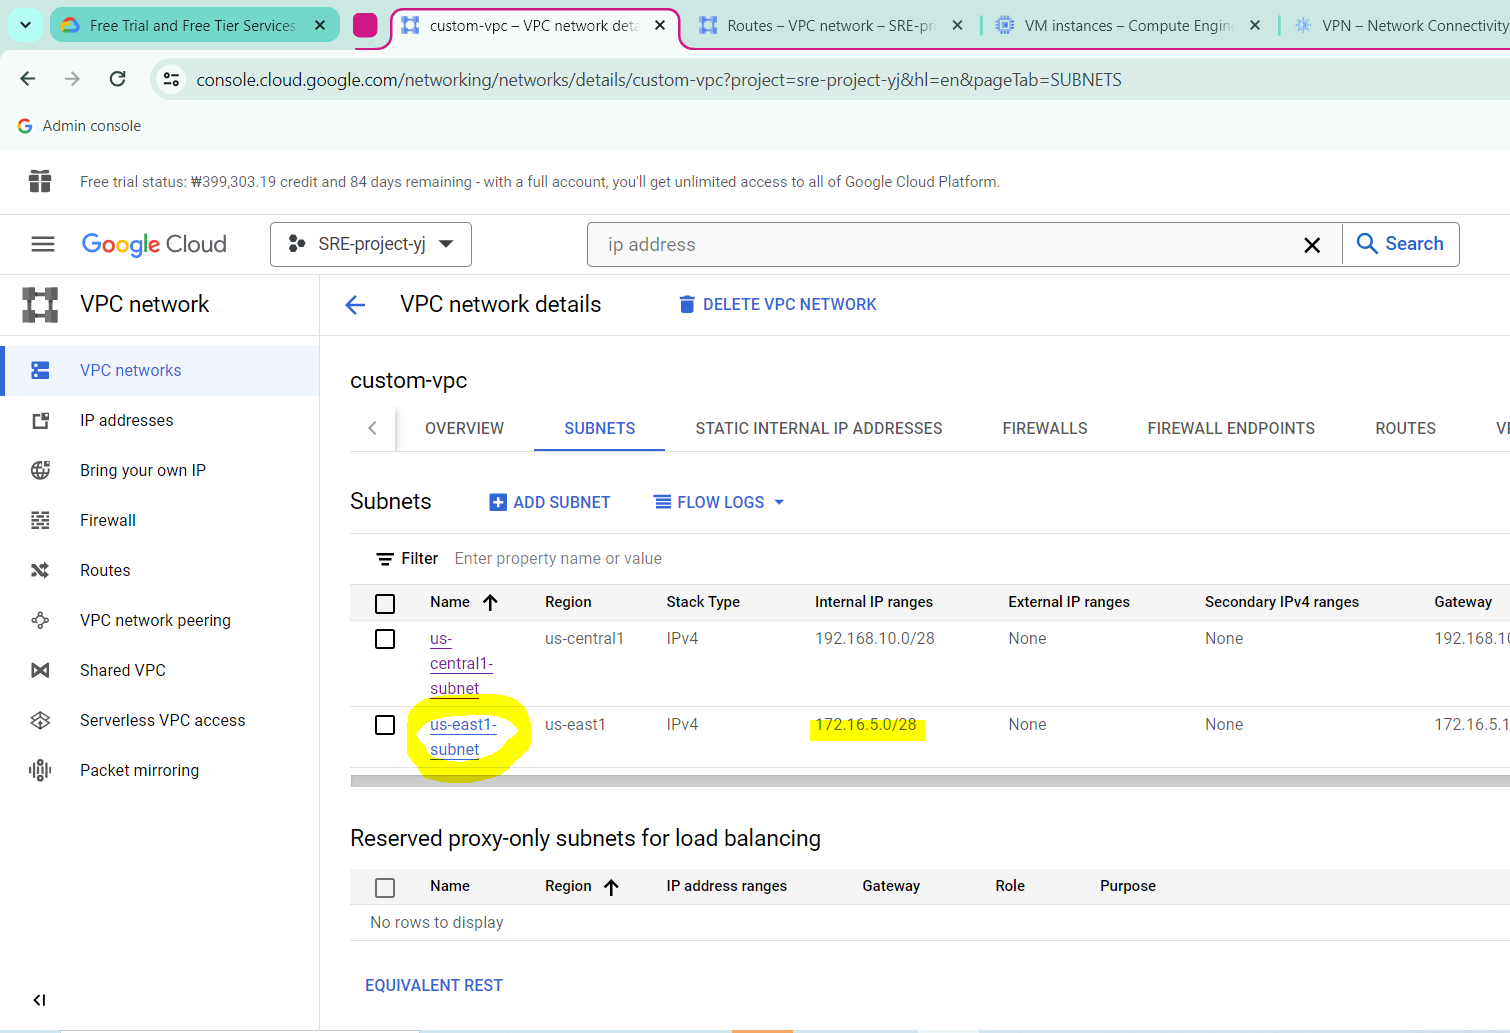 Free Trial and Free Tier Services
custom-vpc – VPC network deta
Routes – VPC network – SRE-pr
VM instances – Compute Engin
VPN – Network Connectivity
console.cloud.google.com/networking/networks/details/custom-vpc?project=sre-project-yj&hl=en&pageTab=SUBNETS
Admin console
Free trial status: ₩399,303.19 credit and 84 days remaining - with a full account, you'll get unlimited access to all of Google Cloud Platform.
Google Cloud
SRE-project-yj
ip address
Search
VPC network
VPC network details
DELETE VPC NETWORK
VPC networks
IP addresses
Bring your own IP
Firewall
Routes
VPC network peering
Shared VPC
Serverless VPC access
Packet mirroring
custom-vpc
OVERVIEW SUBNETS STATIC INTERNAL IP ADDRESSES FIREWALLS FIREWALL ENDPOINTS ROUTES
Subnets ADD SUBNET FLOW LOGS
Filter Enter property name or value
Name Region Stack Type Internal IP ranges External IP ranges Secondary IPv4 ranges Gateway
us- us-central1 IPv4 192.168.10.0/28 None None 192.168.10
central1-
subnet
us-east1- us-east1 IPv4 172.16.5.0/28 None None 172.16.5.1
subnet
Reserved proxy-only subnets for load balancing
Name Region IP address ranges Gateway Role Purpose
No rows to display
EQUIVALENT REST